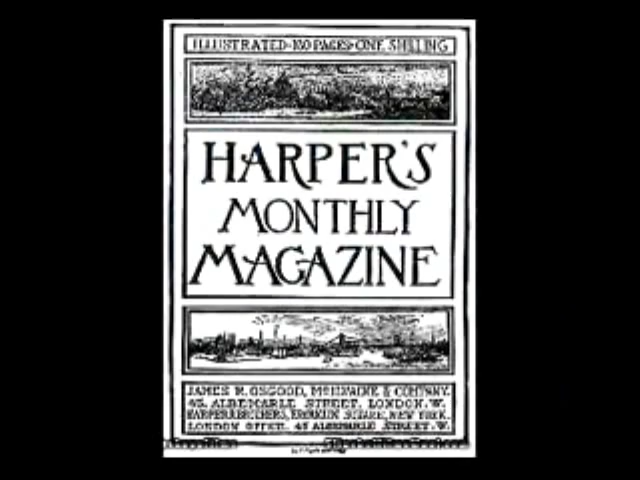 ILLUSTRATED·160 PAGES·ONE SHILLING
HARPER'S
MONTHLY
MAGAZINE
JAMES R. OSGOOD, McILVAINE & COMPANY.
45, ALBEMARLE STREET. LONDON. W.
HARPER & BROTHERS, FRANKLIN SQUARE, NEW YORK.
LONDON OFFICE. 45 ALBEMARLE STREET. W.